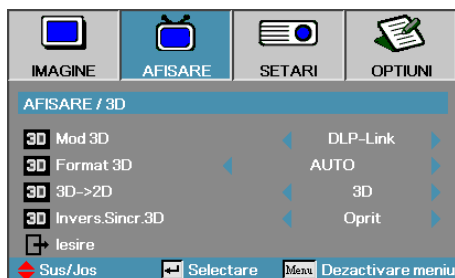 IMAGINE AFISARE SETARI OPTIUNI
AFISARE / 3D
3D Mod 3D DLP-Link
3D Format 3D AUTO
3D 3D->2D 3D
3D Invers.Sincr.3D Oprit
Iesire
Sus/Jos Selectare Menu Dezactivare meniu